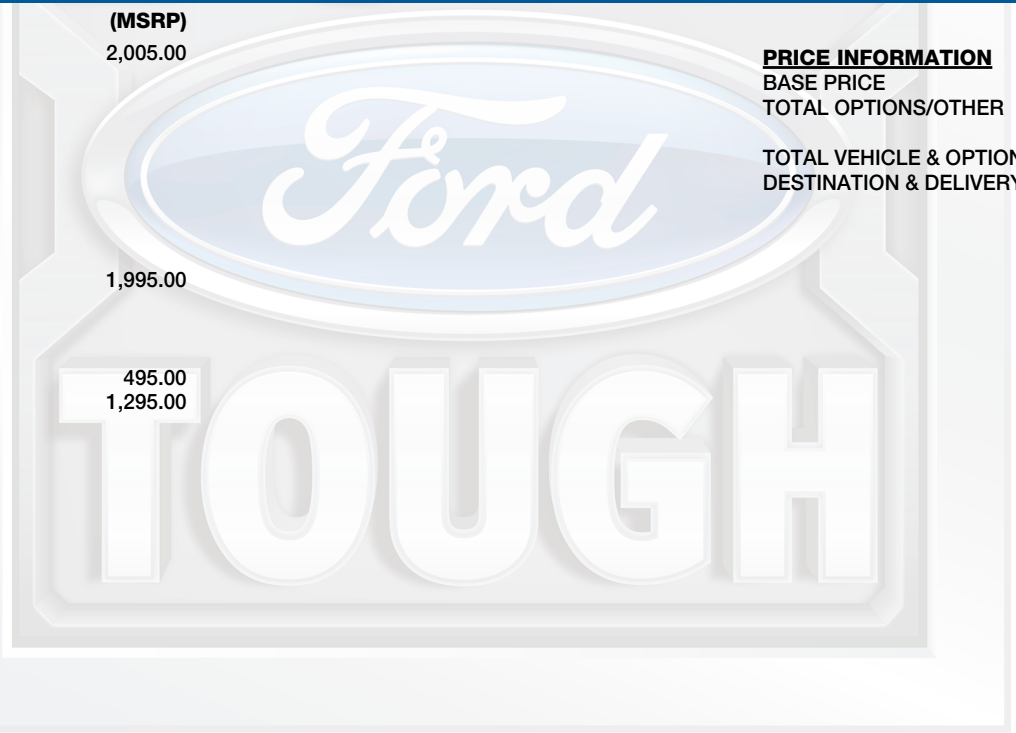 (MSRP)
2,005.00
1,995.00
495.00
1,295.00
PRICE INFORMATION
BASE PRICE
TOTAL OPTIONS/OTHER
TOTAL VEHICLE & OPTION
DESTINATION & DELIVERY
Ford
TOUGH